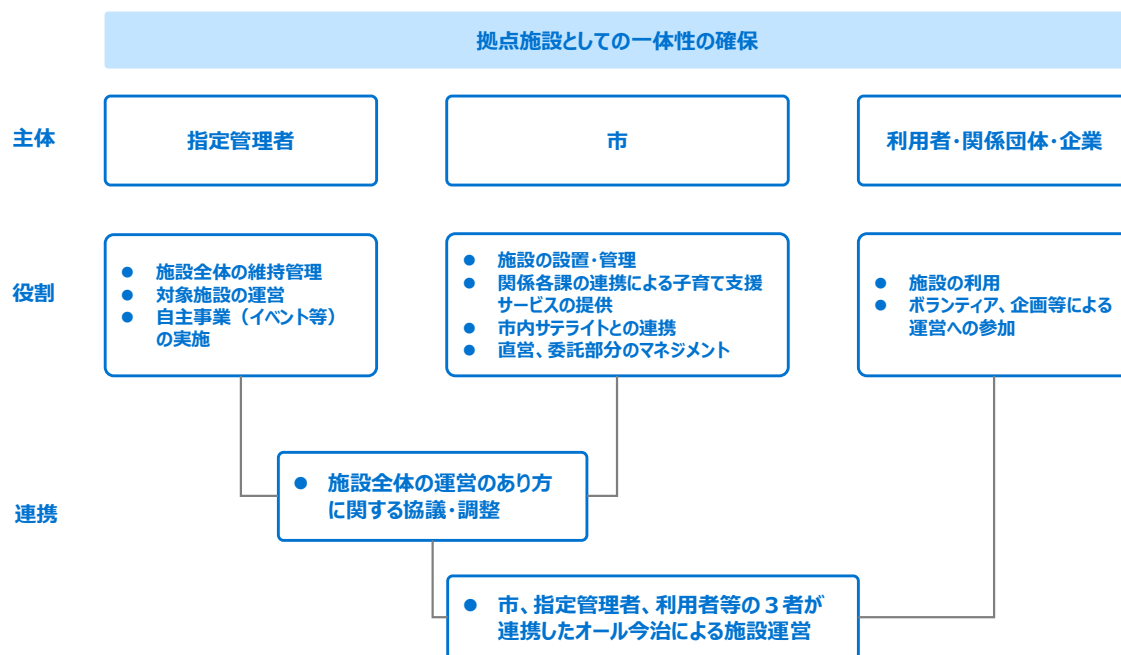 拠点施設としての一体性の確保
主体
指定管理者
市
利用者・関係団体・企業
役割
● 施設全体の維持管理
● 対象施設の運営
● 自主事業（イベント等）
の実施
● 施設の設置・管理
● 関係各課の連携による子育て支援
サービスの提供
● 市内サテライトとの連携
● 直営、委託部分のマネジメント
● 施設の利用
● ボランティア、企画等による
運営への参加
連携
● 施設全体の運営のあり方
に関する協議・調整
● 市、指定管理者、利用者等の３者が
連携したオール今治による施設運営